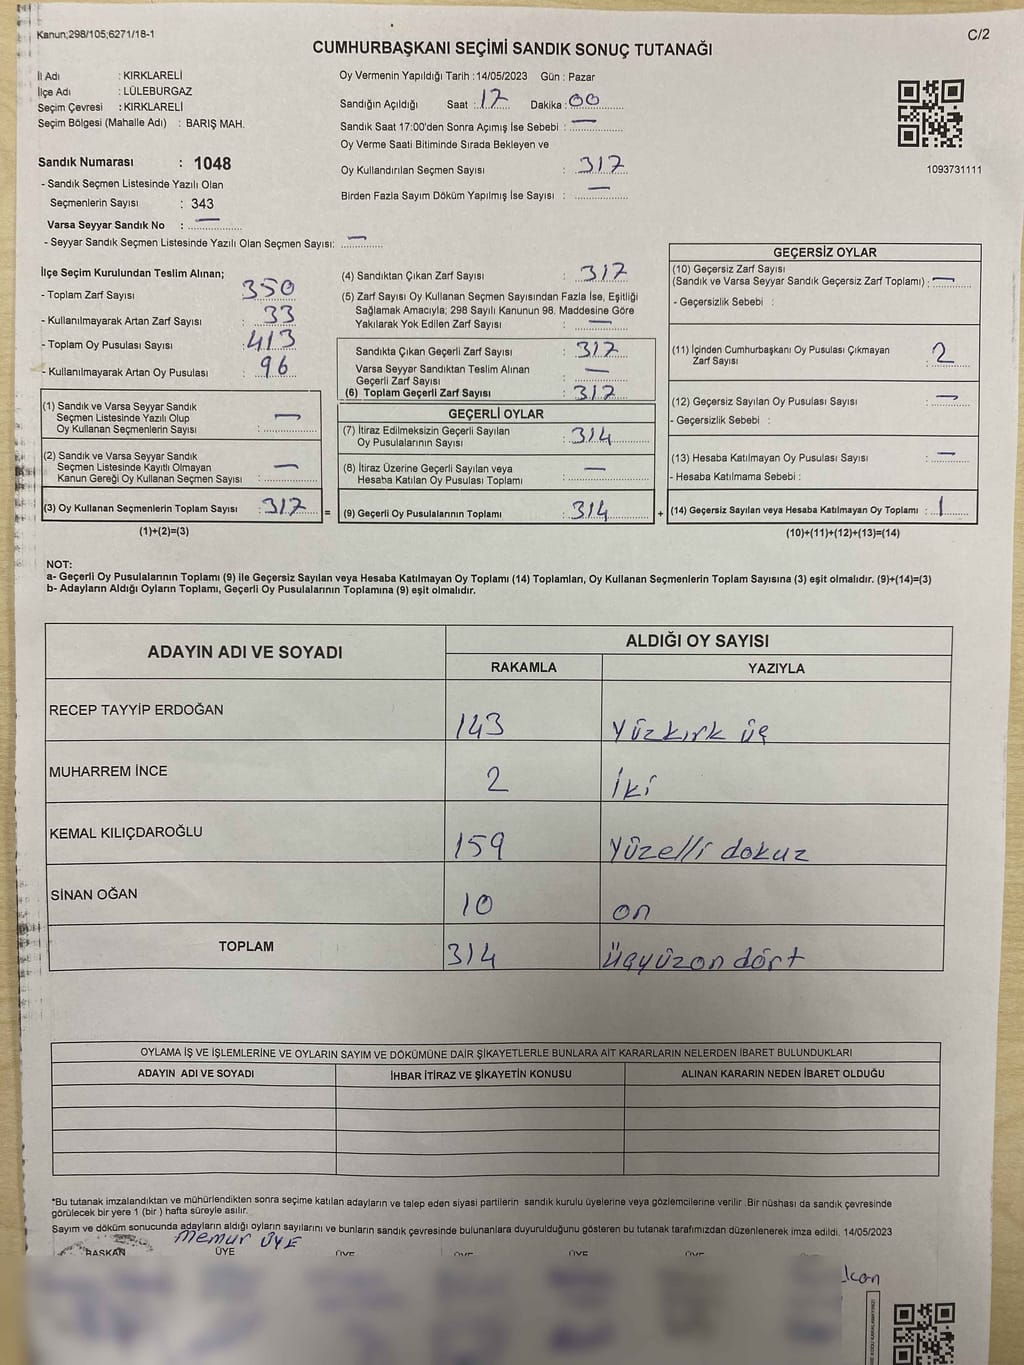 Kanun;298/105;6271/18-1
C/2
CUMHURBAŞKANI SEÇİMİ SANDIK SONUÇ TUTANAĞI
İl Adı : KIRKLARELİ
İlçe Adı : LÜLEBURGAZ
Seçim Çevresi : KIRKLARELİ
Seçim Bölgesi (Mahalle Adı) : BARIŞ MAH.
Sandık Numarası : 1048
- Sandık Seçmen Listesinde Yazılı Olan
Seçmenlerin Sayısı : 343
Varsa Seyyar Sandık No : —
- Seyyar Sandık Seçmen Listesinde Yazılı Olan Seçmen Sayısı: —
Oy Vermenin Yapıldığı Tarih : 14/05/2023 Gün : Pazar
Sandığın Açıldığı Saat : 17 Dakika : 00
Sandık Saat 17:00'den Sonra Açımış İse Sebebi : —
Oy Verme Saati Bitiminde Sırada Bekleyen ve
Oy Kullandırılan Seçmen Sayısı : 317
Birden Fazla Sayım Döküm Yapılmış İse Sayısı : —
1093731111
İlçe Seçim Kurulundan Teslim Alınan;
- Toplam Zarf Sayısı : 350
- Kullanılmayarak Artan Zarf Sayısı : 33
- Toplam Oy Pusulası Sayısı : 413
- Kullanılmayarak Artan Oy Pusulası : 96
(1) Sandık ve Varsa Seyyar Sandık
Seçmen Listesinde Yazılı Olup
Oy Kullanan Seçmenlerin Sayısı : —
(2) Sandık ve Varsa Seyyar Sandık
Seçmen Listesinde Kayıtlı Olmayan
Kanun Gereği Oy Kullanan Seçmen Sayısı : —
(3) Oy Kullanan Seçmenlerin Toplam Sayısı : 317 =
(1)+(2)=(3)
(4) Sandıktan Çıkan Zarf Sayısı : 317
(5) Zarf Sayısı Oy Kullanan Seçmen Sayısından Fazla İse, Eşitliği
Sağlamak Amacıyla; 298 Sayılı Kanunun 98. Maddesine Göre
Yakılarak Yok Edilen Zarf Sayısı : —
Sandıkta Çıkan Geçerli Zarf Sayısı : 317
Varsa Seyyar Sandıktan Teslim Alınan
Geçerli Zarf Sayısı : —
(6) Toplam Geçerli Zarf Sayısı : 317
GEÇERLİ OYLAR
(7) İtiraz Edilmeksizin Geçerli Sayılan
Oy Pusulalarının Sayısı : 314
(8) İtiraz Üzerine Geçerli Sayılan veya
Hesaba Katılan Oy Pusulası Toplamı : —
(9) Geçerli Oy Pusulalarının Toplamı : 314 +
GEÇERSİZ OYLAR
(10) Geçersiz Zarf Sayısı
(Sandık ve Varsa Seyyar Sandık Geçersiz Zarf Toplamı) : —
- Geçersizlik Sebebi :
(11) İçinden Cumhurbaşkanı Oy Pusulası Çıkmayan
Zarf Sayısı : 2
(12) Geçersiz Sayılan Oy Pusulası Sayısı : —
- Geçersizlik Sebebi :
(13) Hesaba Katılmayan Oy Pusulası Sayısı : —
- Hesaba Katılmama Sebebi :
(14) Geçersiz Sayılan veya Hesaba Katılmayan Oy Toplamı : 1
(10)+(11)+(12)+(13)=(14)
NOT:
a- Geçerli Oy Pusulalarının Toplamı (9) ile Geçersiz Sayılan veya Hesaba Katılmayan Oy Toplamı (14) Toplamları, Oy Kullanan Seçmenlerin Toplam Sayısına (3) eşit olmalıdır. (9)+(14)=(3)
b- Adayların Aldığı Oyların Toplamı, Geçerli Oy Pusulalarının Toplamına (9) eşit olmalıdır.
ADAYIN ADI VE SOYADI
ALDIĞI OY SAYISI
RAKAMLA YAZIYLA
RECEP TAYYİP ERDOĞAN 143 Yüzkırk üç
MUHARREM İNCE 2 İki
KEMAL KILIÇDAROĞLU 159 Yüzelli dokuz
SİNAN OĞAN 10 on
TOPLAM 314 üçyüzon dört
OYLAMA İŞ VE İŞLEMLERİNE VE OYLARIN SAYIM VE DÖKÜMÜNE DAİR ŞİKAYETLERLE BUNLARA AİT KARARLARIN NELERDEN İBARET BULUNDUKLARI
ADAYIN ADI VE SOYADI İHBAR İTİRAZ VE ŞİKAYETİN KONUSU ALINAN KARARIN NEDEN İBARET OLDUĞU
*Bu tutanak imzalandıktan ve mühürlendikten sonra seçime katılan adayların ve talep eden siyasi partilerin sandık kurulu üyelerine veya gözlemcilerine verilir. Bir nüshası da sandık çevresinde
görülecek bir yere 1 (bir) hafta süreyle asılır.
Sayım ve döküm sonucunda adayların aldığı oyların sayılarını ve bunların sandık çevresinde bulunanlara duyurulduğunu gösteren bu tutanak tarafımızdan düzenlenerek imza edildi. 14/05/2023
Memur ÜYE
BAŞKAN ÜYE ÜYE ÜYE ÜYE ÜYE